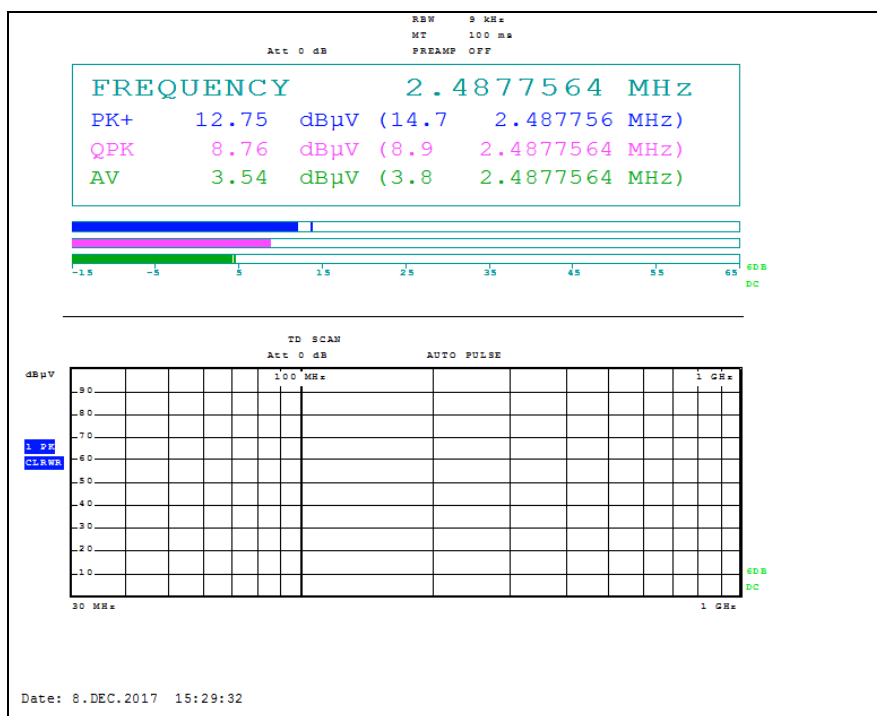 RBW 9 kHz
MT 100 ms
Att 0 dB PREAMP OFF
FREQUENCY 2.4877564 MHz
PK+ 12.75 dBµV (14.7 2.487756 MHz)
QPK 8.76 dBµV (8.9 2.4877564 MHz)
AV 3.54 dBµV (3.8 2.4877564 MHz)
-15 -5 5 15 25 35 45 55 65
6DB
DC
TD SCAN
Att 0 dB AUTO PULSE
dBµV
100 MHz 1 GHz
90
80
70
1 PK
CLRWR
60
50
40
30
20
10
6DB
DC
30 MHz 1 GHz
Date: 8.DEC.2017 15:29:32